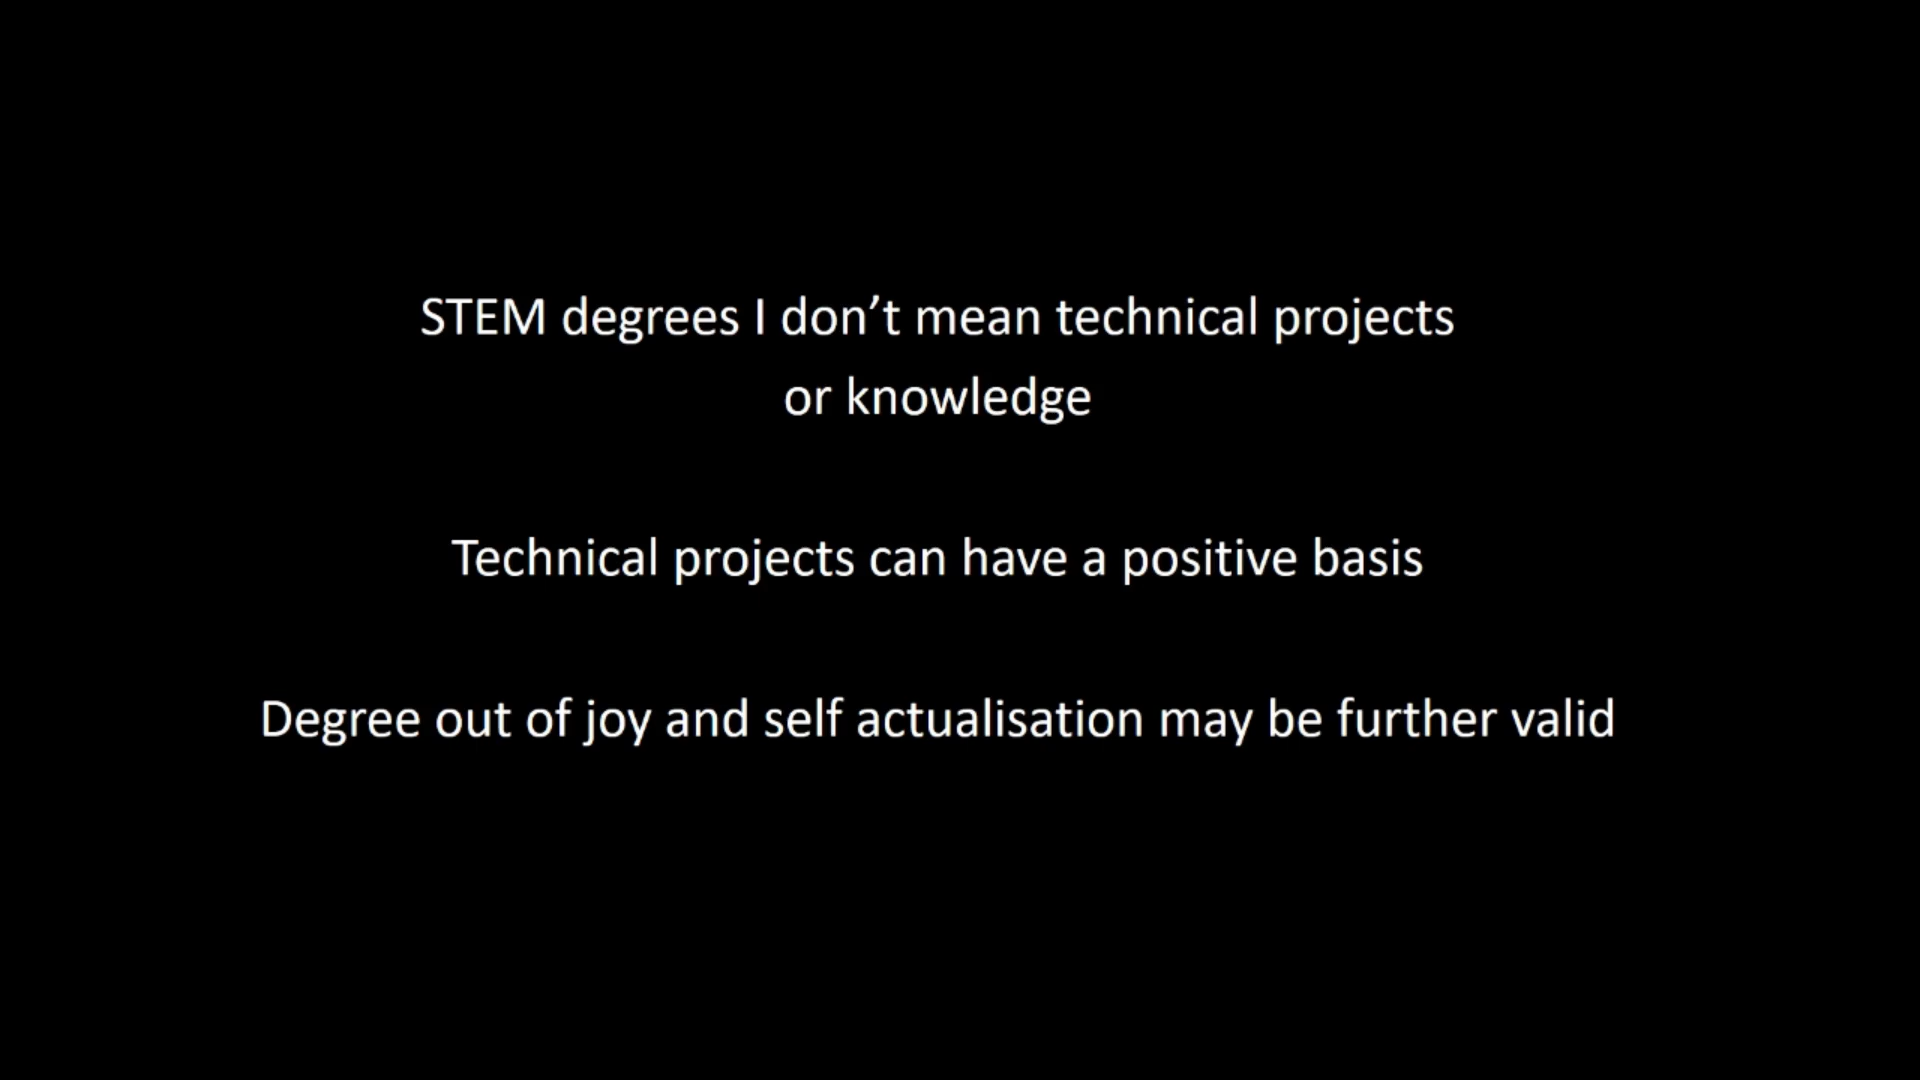 STEM degrees I don’t mean technical projects
or knowledge
Technical projects can have a positive basis
Degree out of joy and self actualisation may be further valid